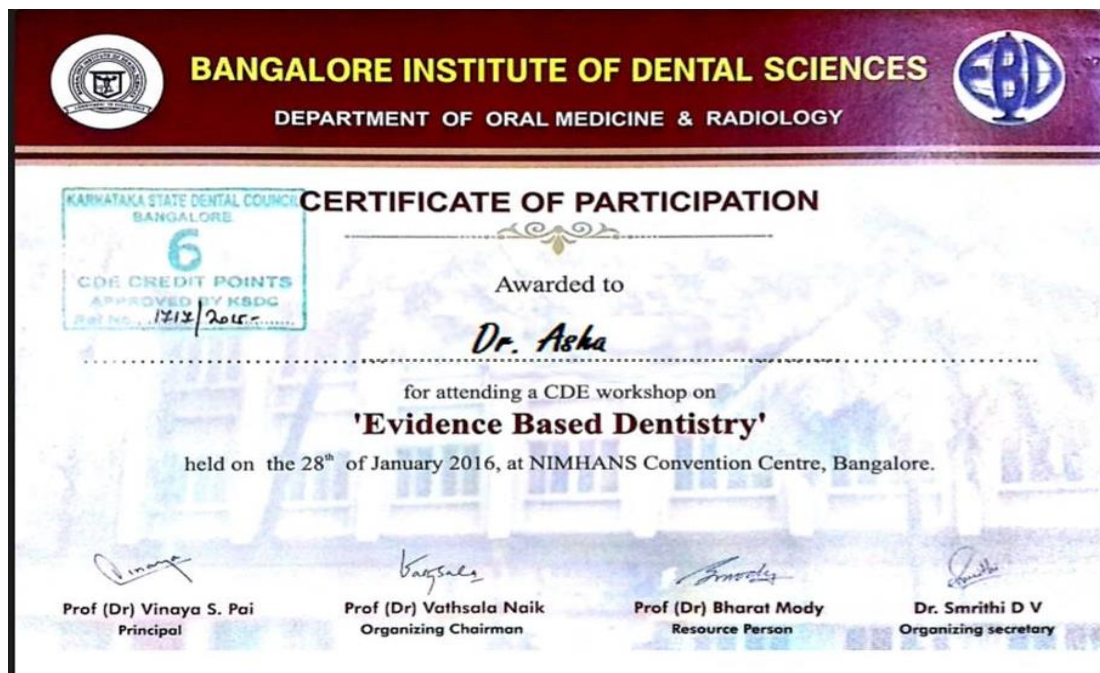 BANGALORE INSTITUTE OF DENTAL SCIENCES
EBD
DEPARTMENT OF ORAL MEDICINE & RADIOLOGY
KARNATAKA STATE DENTAL COUNCIL
BANGALORE
6
CDE CREDIT POINTS
APPROVED BY KSDC
Ref No.
CERTIFICATE OF PARTICIPATION
Awarded to
Dr. Asha
for attending a CDE workshop on
'Evidence Based Dentistry'
held on the 28th of January 2016, at NIMHANS Convention Centre, Bangalore.
Prof (Dr) Vinaya S. Pai
Principal
Prof (Dr) Vathsala Naik
Organizing Chairman
Prof (Dr) Bharat Mody
Resource Person
Dr. Smrithi D V
Organizing secretary